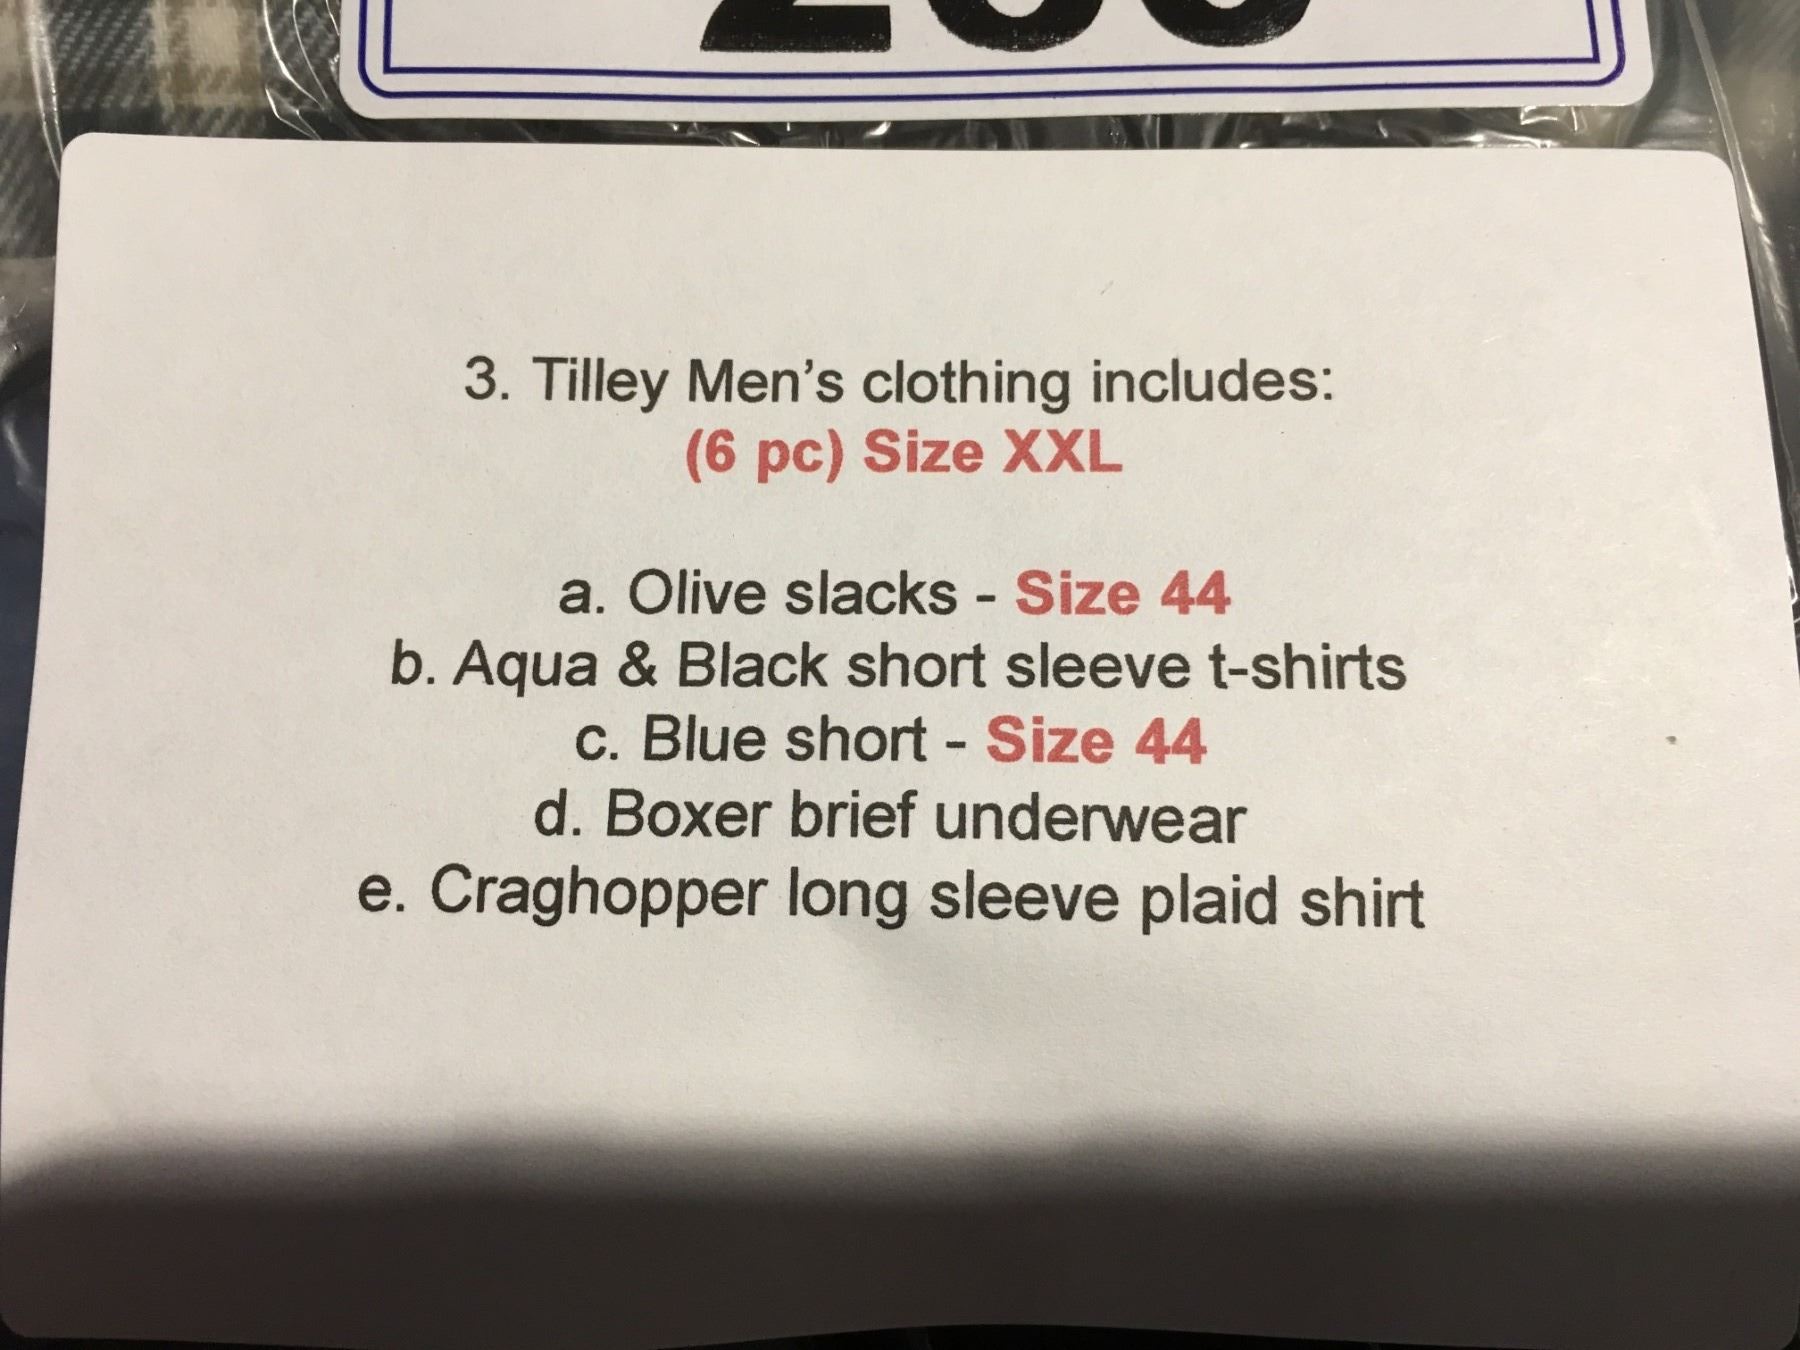 3. Tilley Men's clothing includes:
(6 pc) Size XXL
a. Olive slacks - Size 44
b. Aqua & Black short sleeve t-shirts
c. Blue short - Size 44
d. Boxer brief underwear
e. Craghopper long sleeve plaid shirt